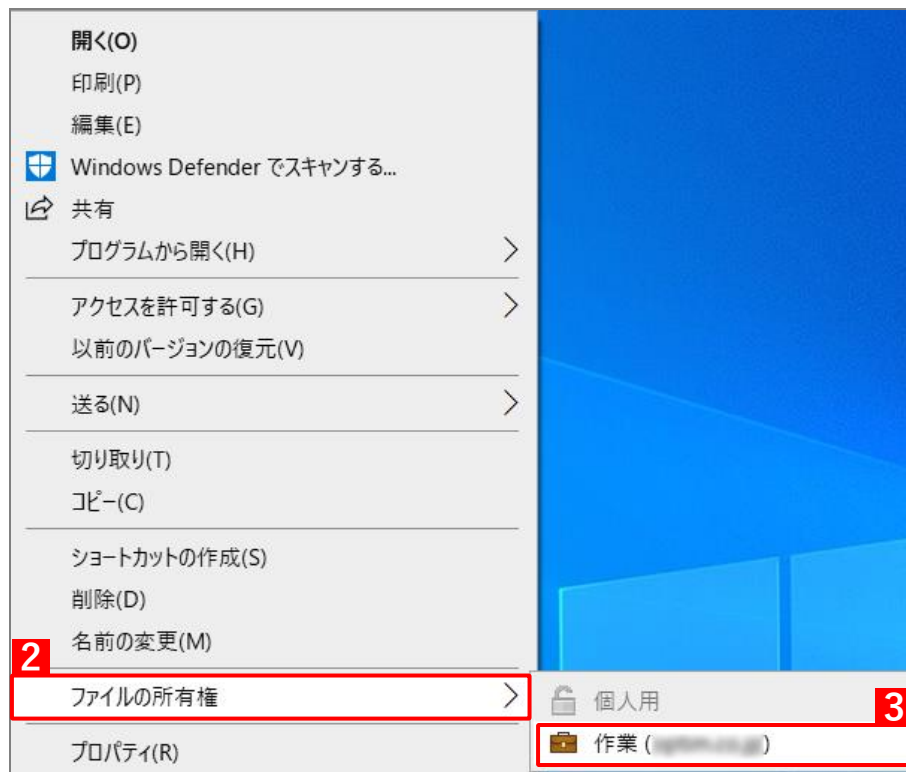 開く(O)
印刷(P)
編集(E)
Windows Defender でスキャンする...
共有
プログラムから開く(H)
アクセスを許可する(G)
以前のバージョンの復元(V)
送る(N)
切り取り(T)
コピー(C)
ショートカットの作成(S)
削除(D)
名前の変更(M)
2
ファイルの所有権
個人用
3
作業 ( )
プロパティ(R)